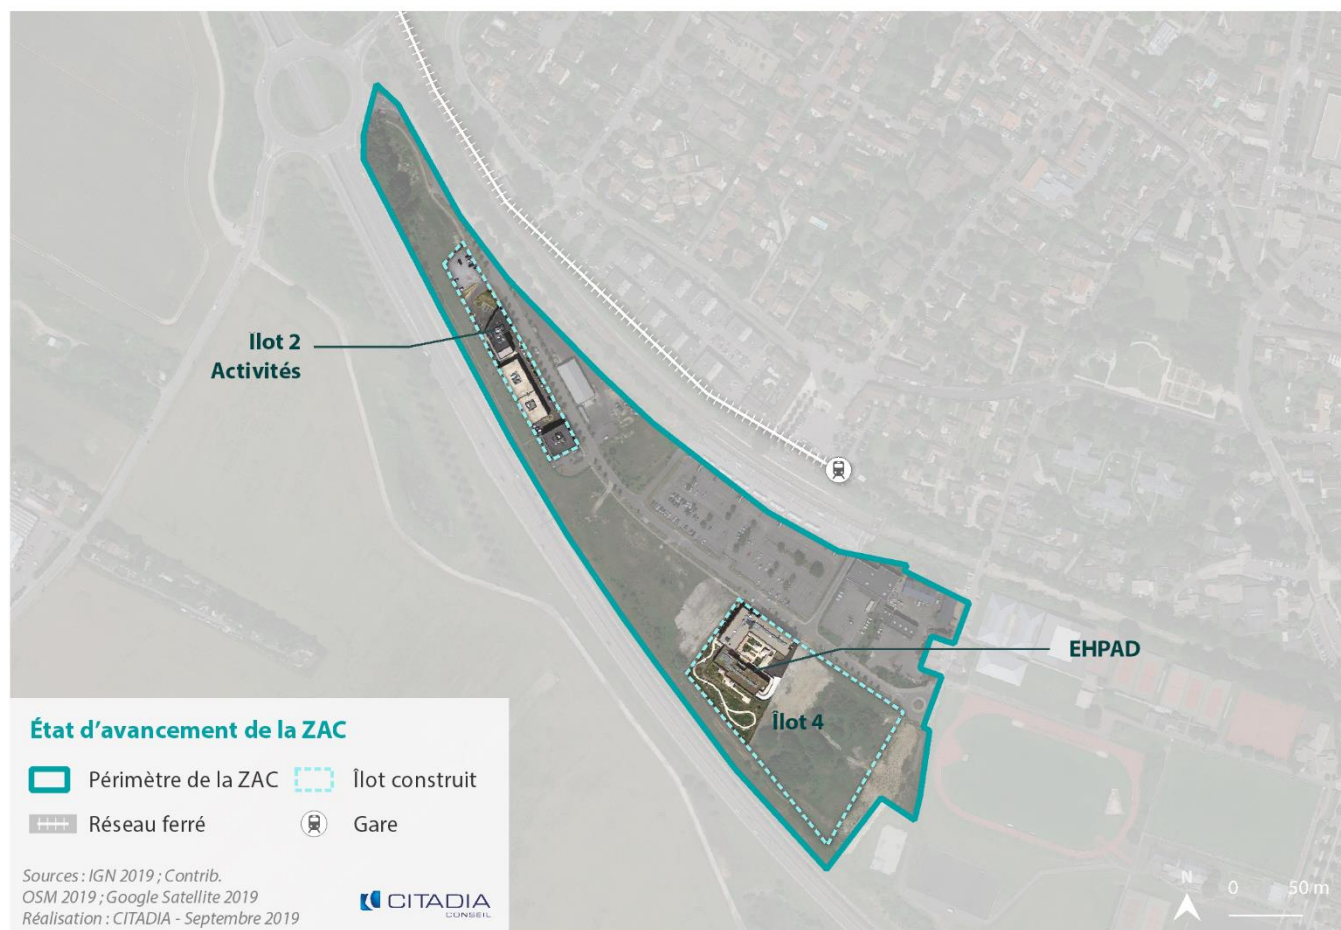 Ilot 2
Activités
EHPAD
Îlot 4
État d’avancement de la ZAC
Périmètre de la ZAC
Îlot construit
Réseau ferré
Gare
Sources : IGN 2019 ; Contrib.
OSM 2019 ; Google Satellite 2019
Réalisation : CITADIA - Septembre 2019
CITADIA
CONSEIL
N
0 50 m